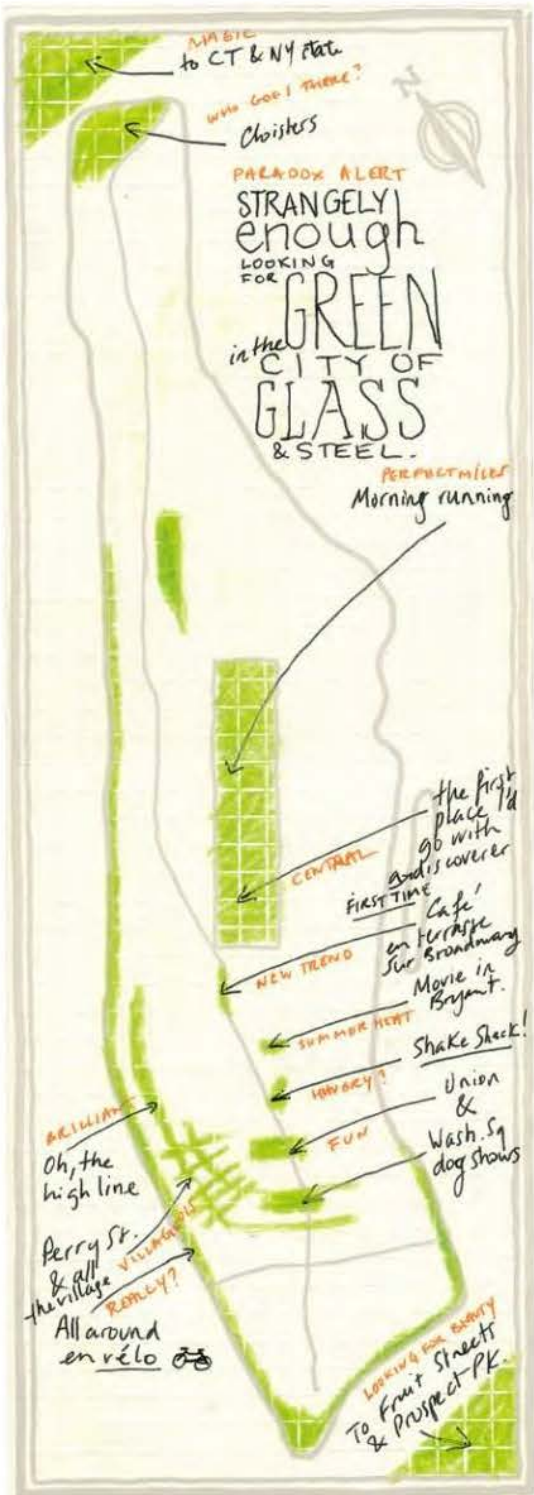 MAGIC
to CT & NY state
WHO GOES THERE?
Cloisters
N
PARADOX ALERT
STRANGELY
enough
LOOKING
FOR
GREEN
in the
CITY OF
GLASS
& STEEL.
PERFECT MILES
Morning running
the first
place I'd
go with
a discoverer
CENTRAL
FIRST TIME
Café
en terrasse
sur Broadway
NEW TREND
Movie in
Bryant.
SUMMER HEAT
Shake Shack!
HUNGRY?
Union
&
FUN
Wash. Sq
dog shows
BRILLIANT
Oh, the
high line
Perry St.
& all
the village
VILLAGEOIS
REALLY?
All around
en vélo
LOOKING FOR BEAUTY
To Fruit Streets
& Prospect PK.